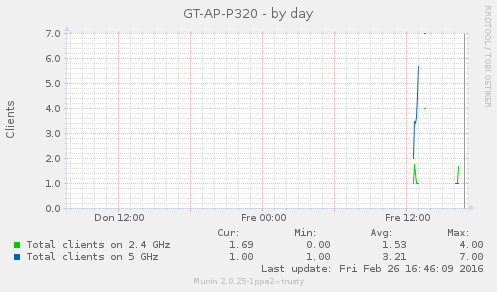 GT-AP-P320 - by day
RRDTOOL / TOBI OETIKER
Clients
7.0
6.0
5.0
4.0
3.0
2.0
1.0
0.0
Don 12:00 Fre 00:00 Fre 12:00
Cur: Min: Avg: Max:
Total clients on 2.4 GHz 1.69 0.00 1.53 4.00
Total clients on 5 GHz 1.00 1.00 3.21 7.00
Last update: Fri Feb 26 16:46:09 2016
Munin 2.0.25-1ppa2~trusty